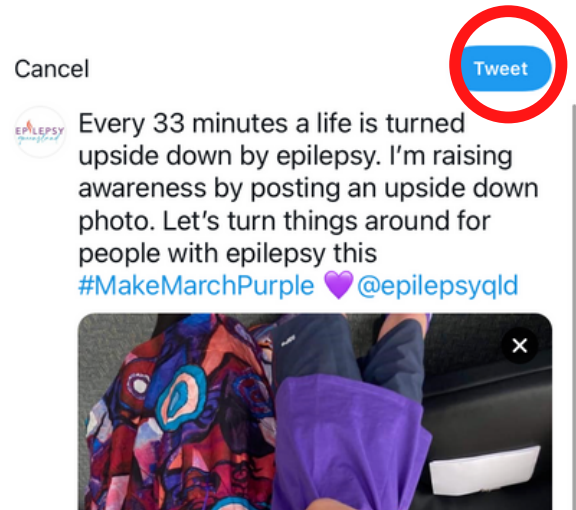 Cancel
Tweet
EPILEPSY
queensland
Every 33 minutes a life is turned
upside down by epilepsy. I’m raising
awareness by posting an upside down
photo. Let’s turn things around for
people with epilepsy this
#MakeMarchPurple 💜 @epilepsyqld